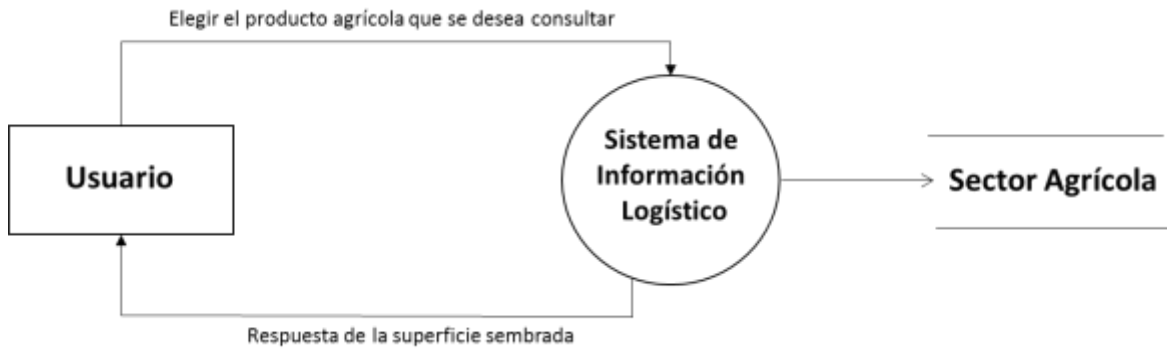 Elegir el producto agrícola que se desea consultar
Usuario
Sistema de
Información
Logístico
Sector Agrícola
Respuesta de la superficie sembrada